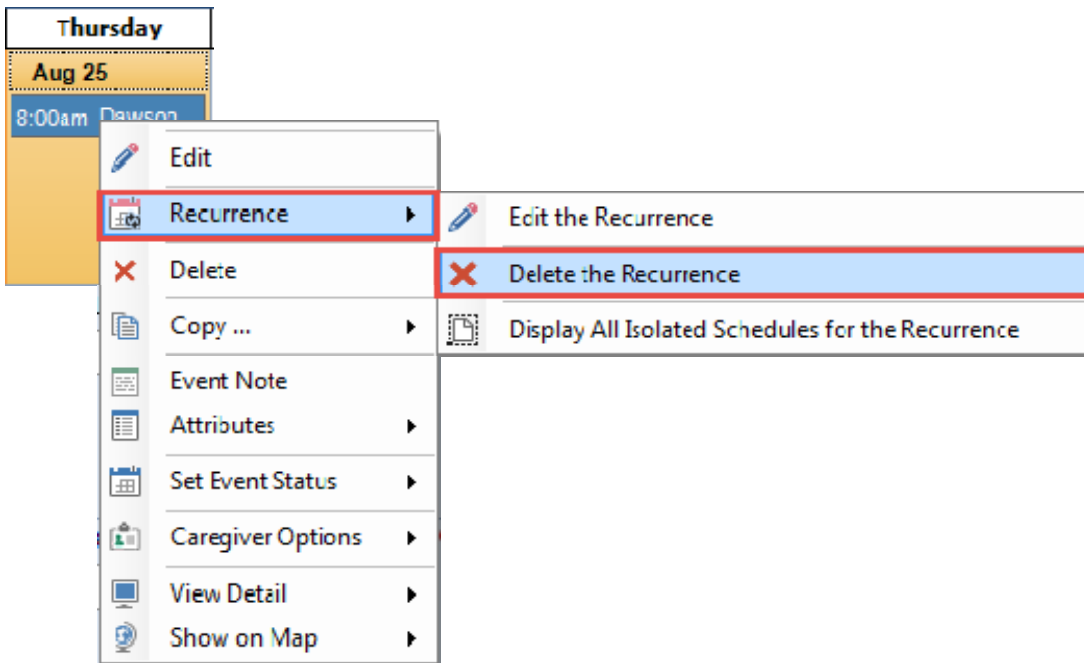 Thursday
Aug 25
8:00am Dawson
Edit
Recurrence
Edit the Recurrence
Delete
Delete the Recurrence
Copy ...
Display All Isolated Schedules for the Recurrence
Event Note
Attributes
Set Event Status
Caregiver Options
View Detail
Show on Map